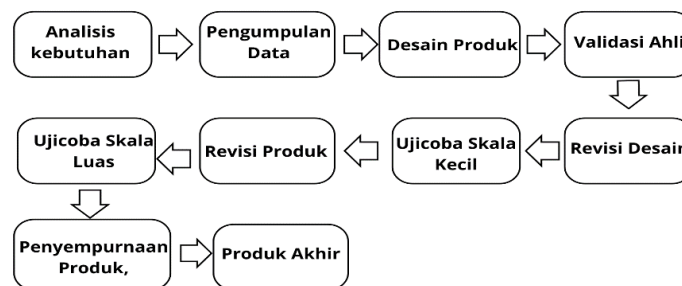 Analisis
kebutuhan
Pengumpulan
Data
Desain Produk
Validasi Ahli
Revisi Desain
Ujicoba Skala
Kecil
Revisi Produk
Ujicoba Skala
Luas
Penyempurnaan
Produk,
Produk Akhir